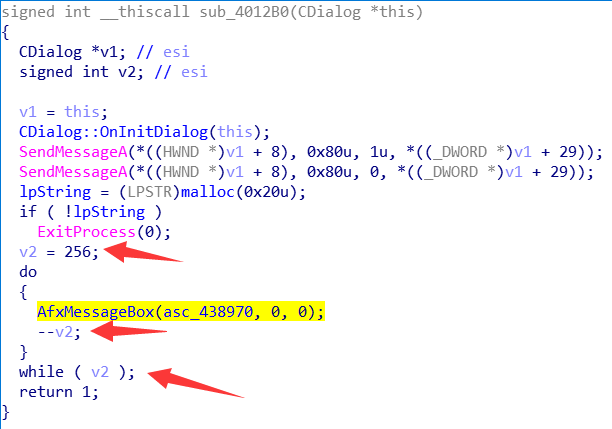 signed int __thiscall sub_4012B0(CDialog *this)
{
CDialog *v1; // esi
signed int v2; // esi
v1 = this;
CDialog::OnInitDialog(this);
SendMessageA(*((HWND *)v1 + 8), 0x80u, 1u, *((_DWORD *)v1 + 29));
SendMessageA(*((HWND *)v1 + 8), 0x80u, 0, *((_DWORD *)v1 + 29));
lpString = (LPSTR)malloc(0x20u);
if ( !lpString )
ExitProcess(0);
v2 = 256;
do
{
AfxMessageBox(asc_438970, 0, 0);
--v2;
}
while ( v2 );
return 1;
}